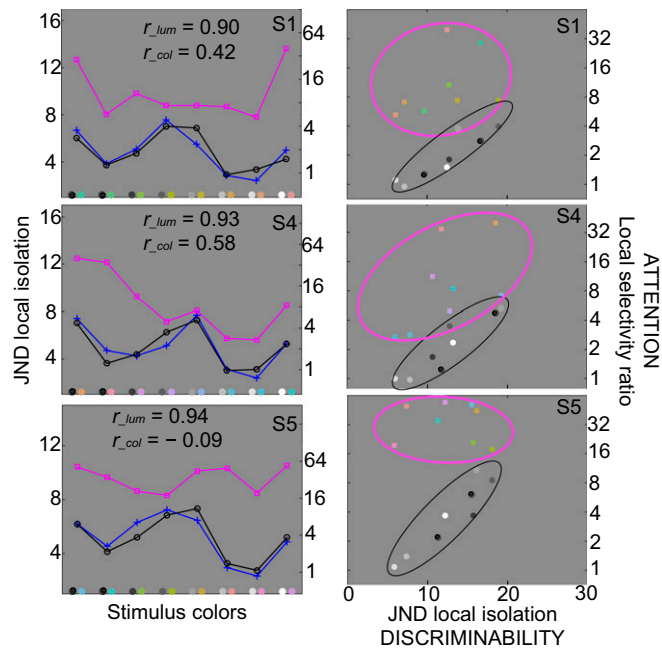 S1
r_lum = 0.90
r_col = 0.42
16
12
8
4
64
16
4
1
S1
32
8
4
2
1
S4
r_lum = 0.93
r_col = 0.58
16
12
8
4
64
16
4
1
S4
32
16
8
4
2
1
S5
r_lum = 0.94
r_col = − 0.09
12
8
4
64
16
4
1
S5
32
16
8
4
2
1
JND local isolation
ATTENTION
Local selectivity ratio
0
10
20
30
Stimulus colors
JND local isolation
DISCRIMINABILITY